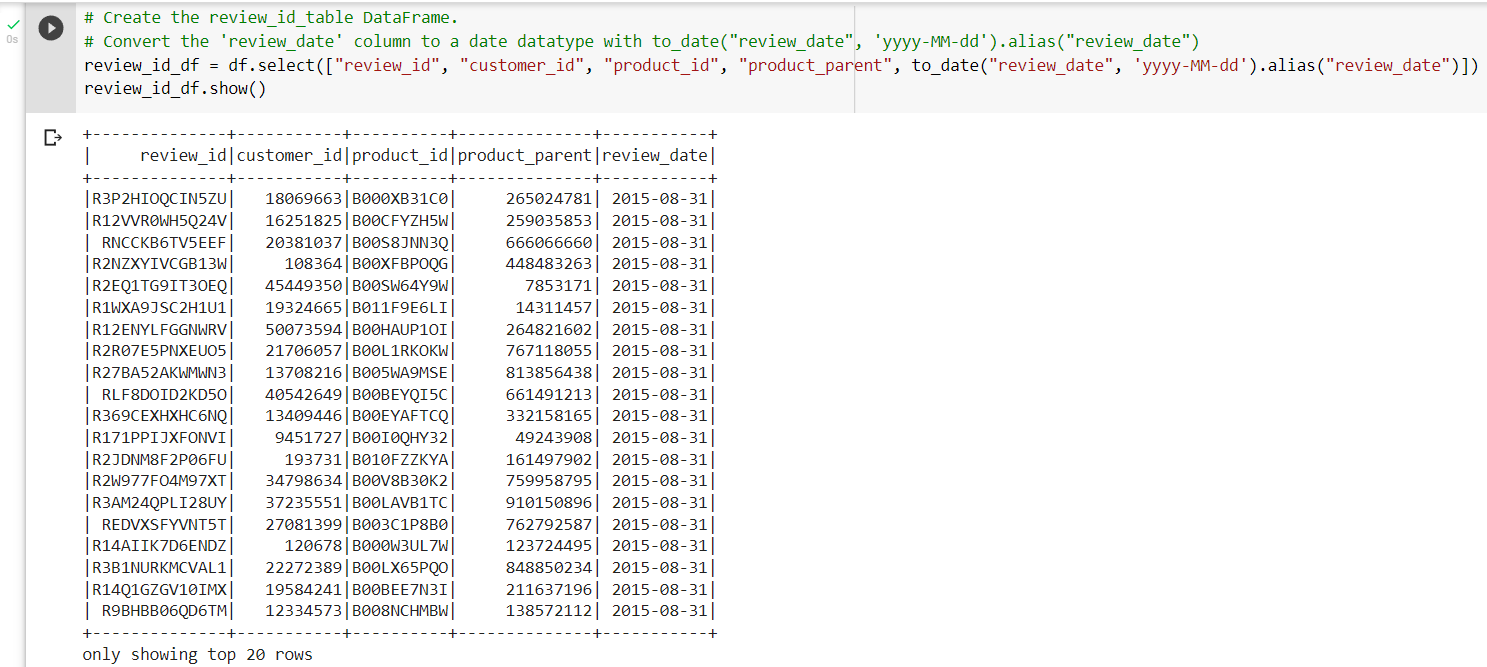 # Create the review_id_table DataFrame.
# Convert the 'review_date' column to a date datatype with to_date("review_date", 'yyyy-MM-dd').alias("review_date")
0s
review_id_df = df.select(["review_id", "customer_id", "product_id", "product_parent", to_date("review_date", 'yyyy-MM-dd').alias("review_date")])
review_id_df.show()
+--------------+-----------+----------+--------------+-----------+
|     review_id|customer_id|product_id|product_parent|review_date|
+--------------+-----------+----------+--------------+-----------+
|R3P2HIOQCIN5ZU|   18069663|B000XB31C0|     265024781| 2015-08-31|
|R12VVR0WH5Q24V|   16251825|B00CFYZH5W|     259035853| 2015-08-31|
| RNCCKB6TV5EEF|   20381037|B00S8JNN3Q|     666066660| 2015-08-31|
|R2NZXYIVCGB13W|     108364|B00XFBPOQG|     448483263| 2015-08-31|
|R2EQ1TG9IT3OEQ|   45449350|B00SW64Y9W|       7853171| 2015-08-31|
|R1WXA9JSC2H1U1|   19324665|B011F9E6LI|      14311457| 2015-08-31|
|R12ENYLFGGNWRV|   50073594|B00HAUP1OI|     264821602| 2015-08-31|
|R2R07E5PNXEUO5|   21706057|B00L1RKOKW|     767118055| 2015-08-31|
|R27BA52AKWMWN3|   13708216|B005WA9MSE|     813856438| 2015-08-31|
| RLF8DOID2KD5O|   40542649|B00BEYQI5C|     661491213| 2015-08-31|
|R369CEXHXHC6NQ|   13409446|B00EYAFTCQ|     332158165| 2015-08-31|
|R171PPIJXFONVI|    9451727|B00I0QHY32|      49243908| 2015-08-31|
|R2JDNM8F2P06FU|     193731|B010FZZKYA|     161497902| 2015-08-31|
|R2W977FO4M97XT|   34798634|B00V8B30K2|     759958795| 2015-08-31|
|R3AM24QPLI28UY|   37235551|B00LAVB1TC|     910150896| 2015-08-31|
| REDVXSFYVNT5T|   27081399|B003C1P8B0|     762792587| 2015-08-31|
|R14AIIK7D6ENDZ|     120678|B000W3UL7W|     123724495| 2015-08-31|
|R3B1NURKMCVAL1|   22272389|B00LX65PQO|     848850234| 2015-08-31|
|R14Q1GZGV10IMX|   19584241|B00BEE7N3I|     211637196| 2015-08-31|
| R9BHBB06QD6TM|   12334573|B008NCHMBW|     138572112| 2015-08-31|
+--------------+-----------+----------+--------------+-----------+
only showing top 20 rows